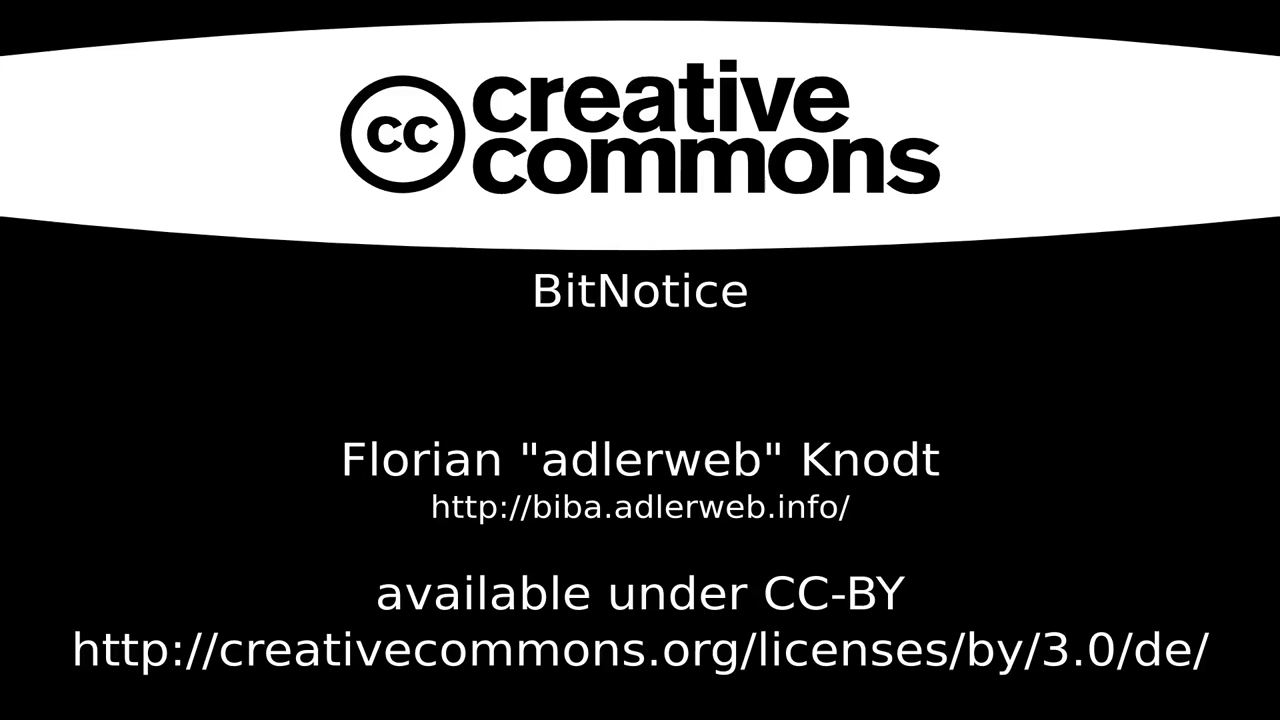 cc creative
commons
BitNotice
Florian "adlerweb" Knodt
http://biba.adlerweb.info/
available under CC-BY
http://creativecommons.org/licenses/by/3.0/de/